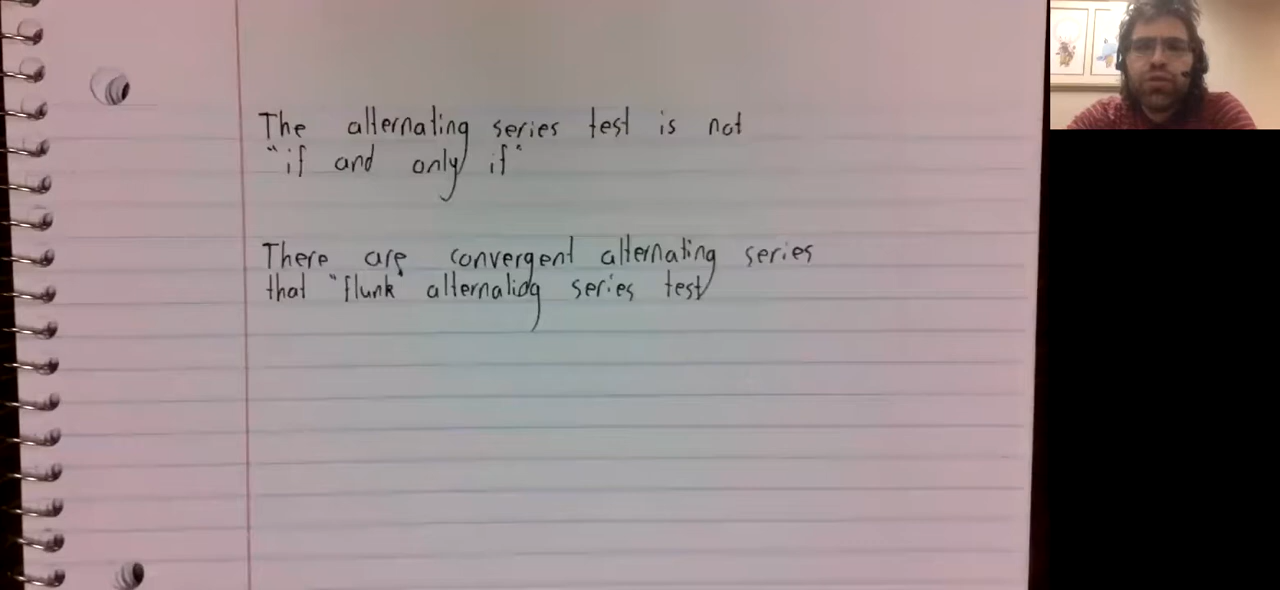 The alternating series test is not
"if and only if"
There are convergent alternating series
that "flunk" alternating series test